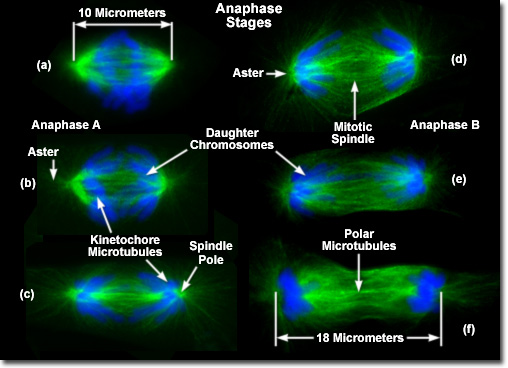 10 Micrometers
Anaphase
Stages
(a)
(d)
Aster
Mitotic
Spindle
Anaphase A
Anaphase B
Daughter
Chromosomes
Aster
(b)
(e)
Kinetochore
Microtubules
Spindle
Pole
Polar
Microtubules
(c)
18 Micrometers
(f)